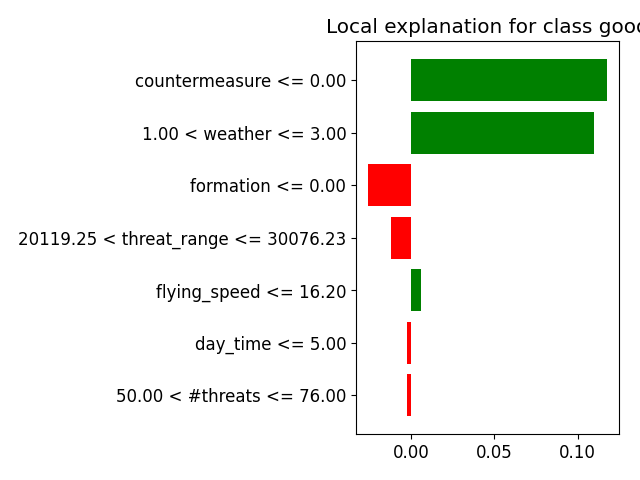 Local explanation for class good
countermeasure <= 0.00
1.00 < weather <= 3.00
formation <= 0.00
20119.25 < threat_range <= 30076.23
flying_speed <= 16.20
day_time <= 5.00
50.00 < #threats <= 76.00
0.00 0.05 0.10